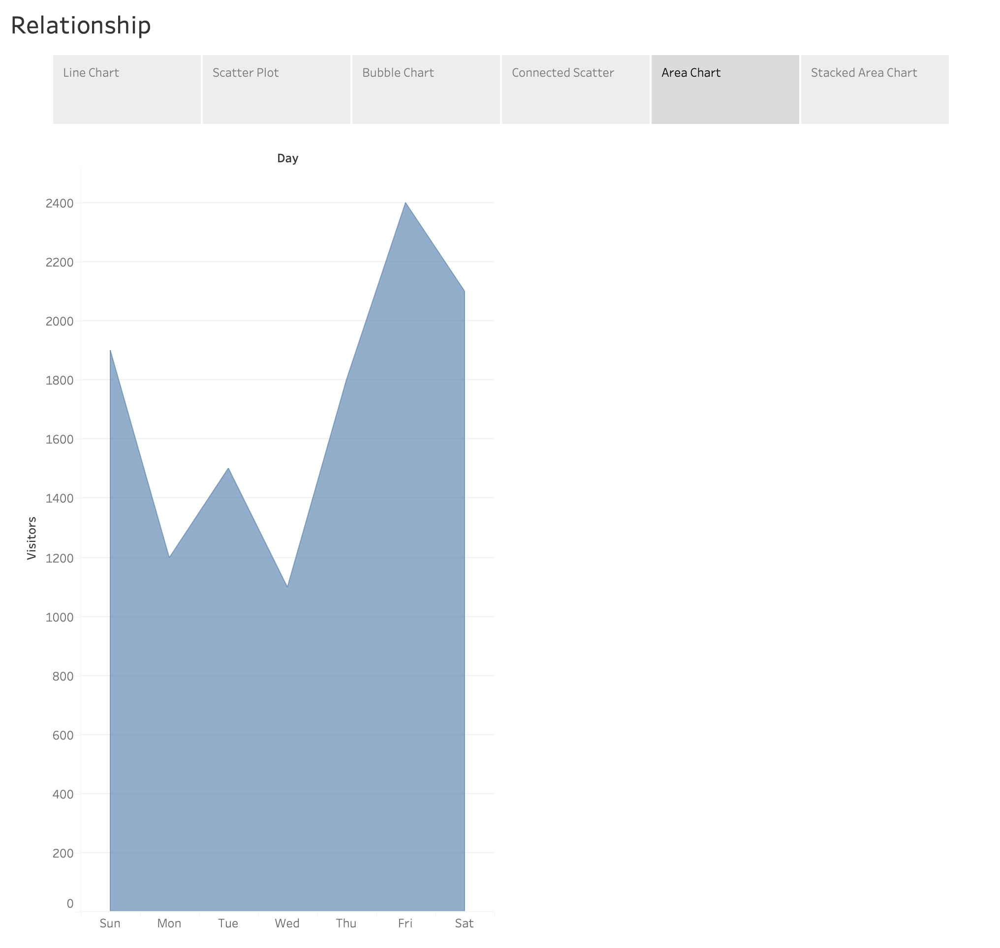 Relationship
Line Chart
Scatter Plot
Bubble Chart
Connected Scatter
Area Chart
Stacked Area Chart
Day
2400
2200
2000
1800
1600
1400
1200
1000
800
600
400
200
0
Visitors
Sun Mon Tue Wed Thu Fri Sat